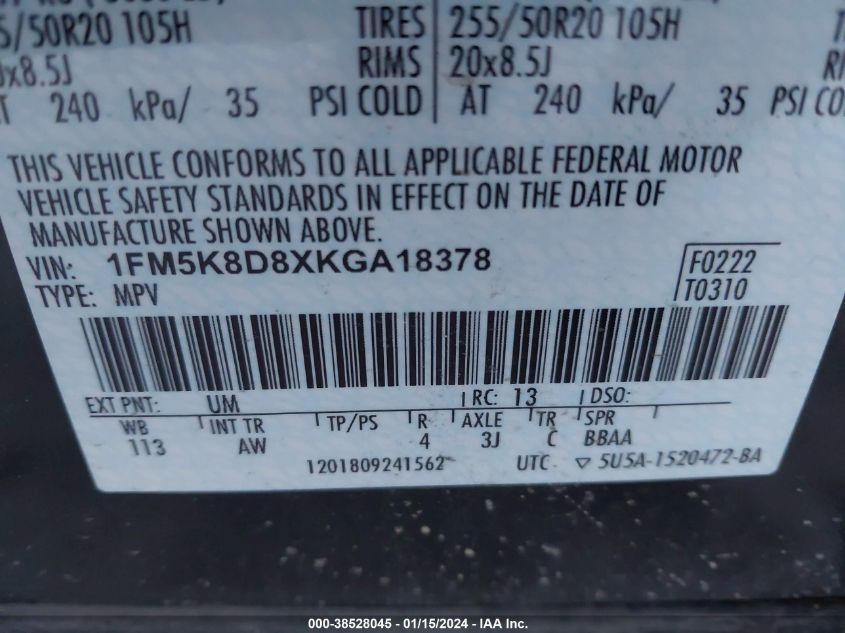 5/50R20 105H TIRES 255/50R20 105H
x8.5J RIMS 20x8.5J
AT 240 kPa/ 35 PSI COLD AT 240 kPa/ 35 PSI CO
THIS VEHICLE CONFORMS TO ALL APPLICABLE FEDERAL MOTOR
VEHICLE SAFETY STANDARDS IN EFFECT ON THE DATE OF
MANUFACTURE SHOWN ABOVE.
VIN: 1FM5K8D8XKGA18378 F0222
TYPE: MPV T0310
EXT PNT: UM RC: 13 DSO:
WB INT TR TP/PS R AXLE TR SPR
113 AW 4 3J C BBAA
1201809241562 UTC ▽ 5U5A-1520472-BA
000-38528045 - 01/15/2024 - IAA Inc.